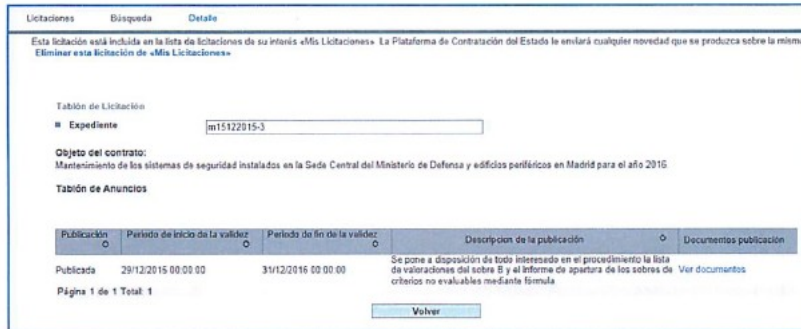 Licitaciones Búsqueda Detalle
Esta licitación está incluida en la lista de licitaciones de su interés «Mis Licitaciones». La Plataforma de Contratación del Estado le enviará cualquier novedad que se produzca sobre la misma
Eliminar esta licitación de «Mis Licitaciones»
Tablón de Licitación
Expediente m15122015-3
Objeto del contrato:
Mantenimiento de los sistemas de seguridad instalados en la Sede Central del Ministerio de Defensa y edificios periféricos en Madrid para el año 2016
Tablón de Anuncios
Publicación Periodo de inicio de la validez Periodo de fin de la validez Descripcion de la publicación Documentos publicación
Se pone a disposición de todo interesado en el procedimiento la lista
Publicada 29/12/2015 00:00:00 31/12/2016 00:00:00 de valoraciones del sobre B y el Informe de apertura de los sobres de Ver documentos
criterios no evaluables mediante fórmula
Página 1 de 1 Total: 1
Volver